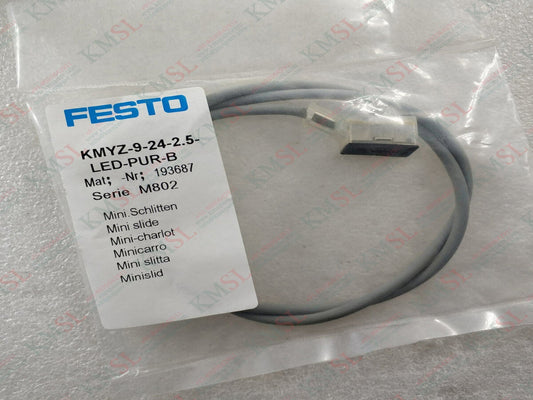 FESTO
KMYZ-9-24-2.5-
LED-PUR-B
Mat; -Nr; 193687
Serie M802
Mini.Schlitten
Mini slide
Mini-charlot
Minicarro
Mini slitta
Minislid
KMSL